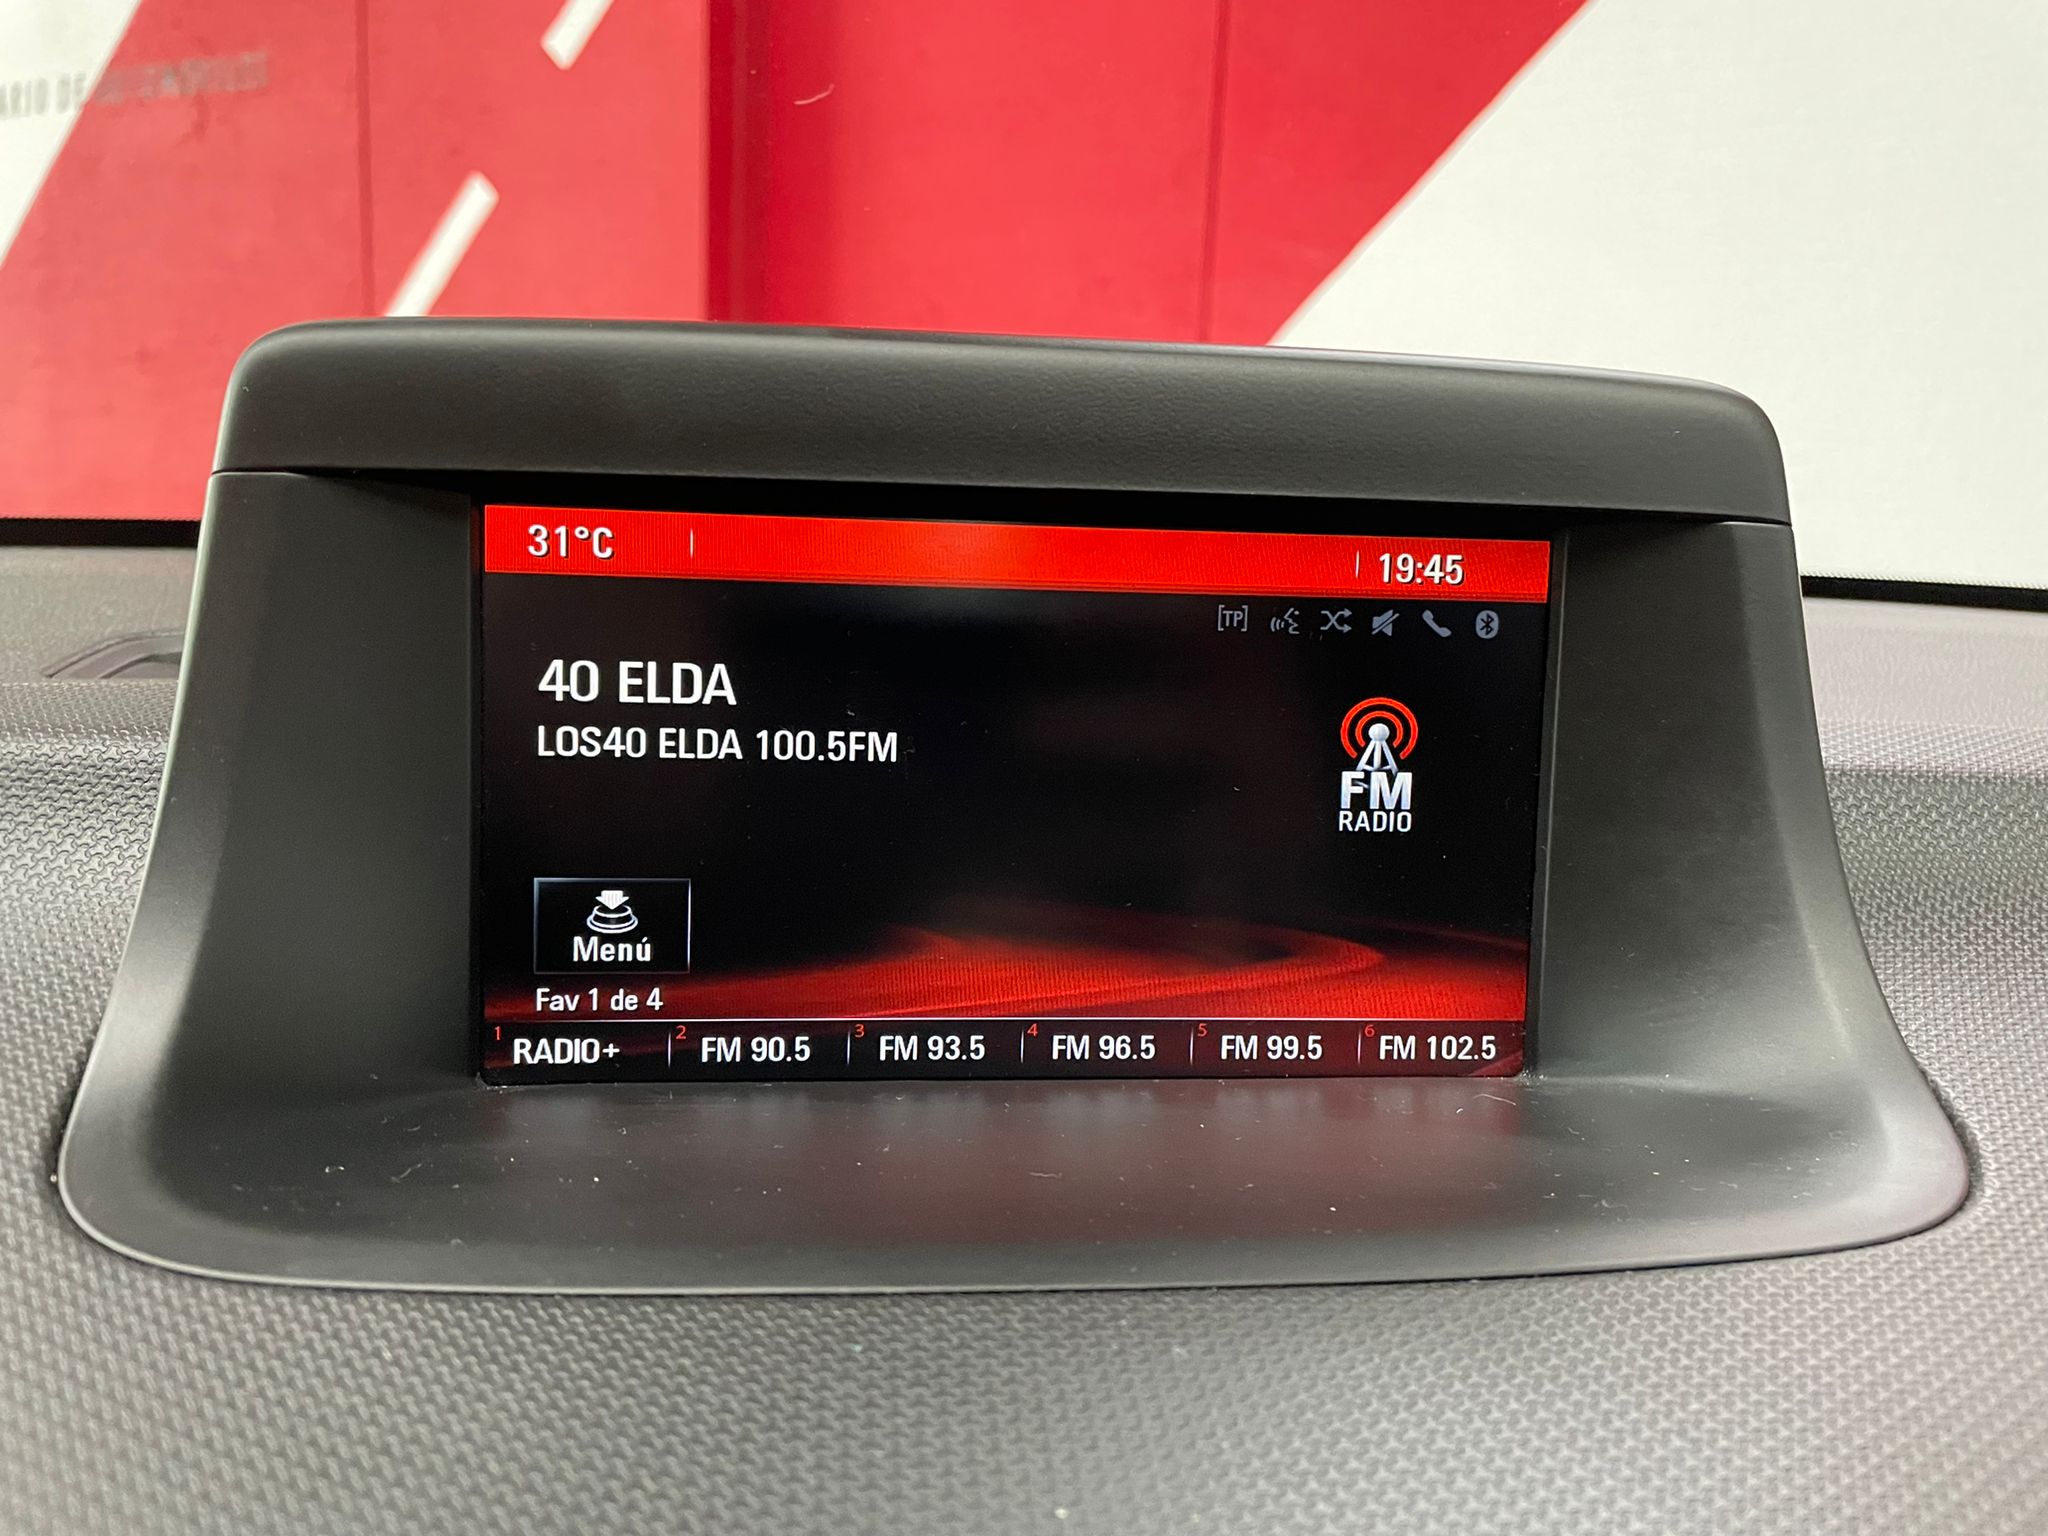 DE AUTOMÓVILES
31°C 19:45
[TP]
40 ELDA
LOS40 ELDA 100.5FM
FM
RADIO
Menú
Fav 1 de 4
1 RADIO+ 2 FM 90.5 3 FM 93.5 4 FM 96.5 5 FM 99.5 6 FM 102.5